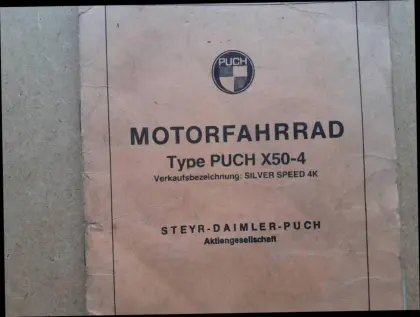 PUCH
MOTORFAHRRAD
Type PUCH X50-4
Verkaufsbezeichnung: SILVER SPEED 4K
STEYR-DAIMLER-PUCH
Aktiengesellschaft